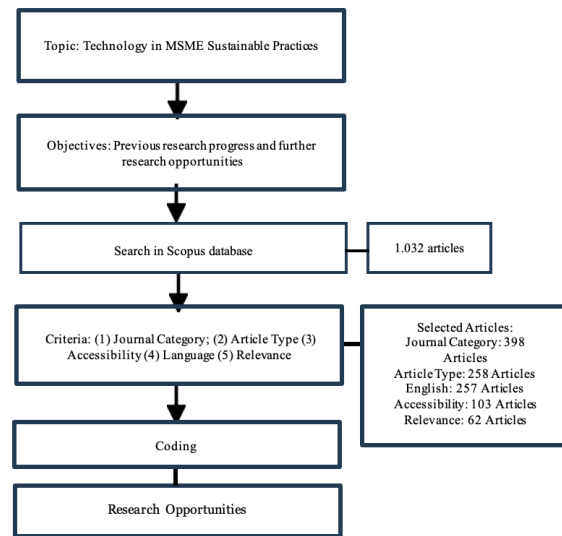 Topic: Technology in MSME Sustainable Practices
Objectives: Previous research progress and further
research opportunities
Search in Scopus database
1.032 articles
Criteria: (1) Journal Category; (2) Article Type (3)
Accessibility (4) Language (5) Relevance
Selected Articles:
Journal Category: 398
Articles
Article Type: 258 Articles
English: 257 Articles
Accessibility: 103 Articles
Relevance: 62 Articles
Coding
Research Opportunities